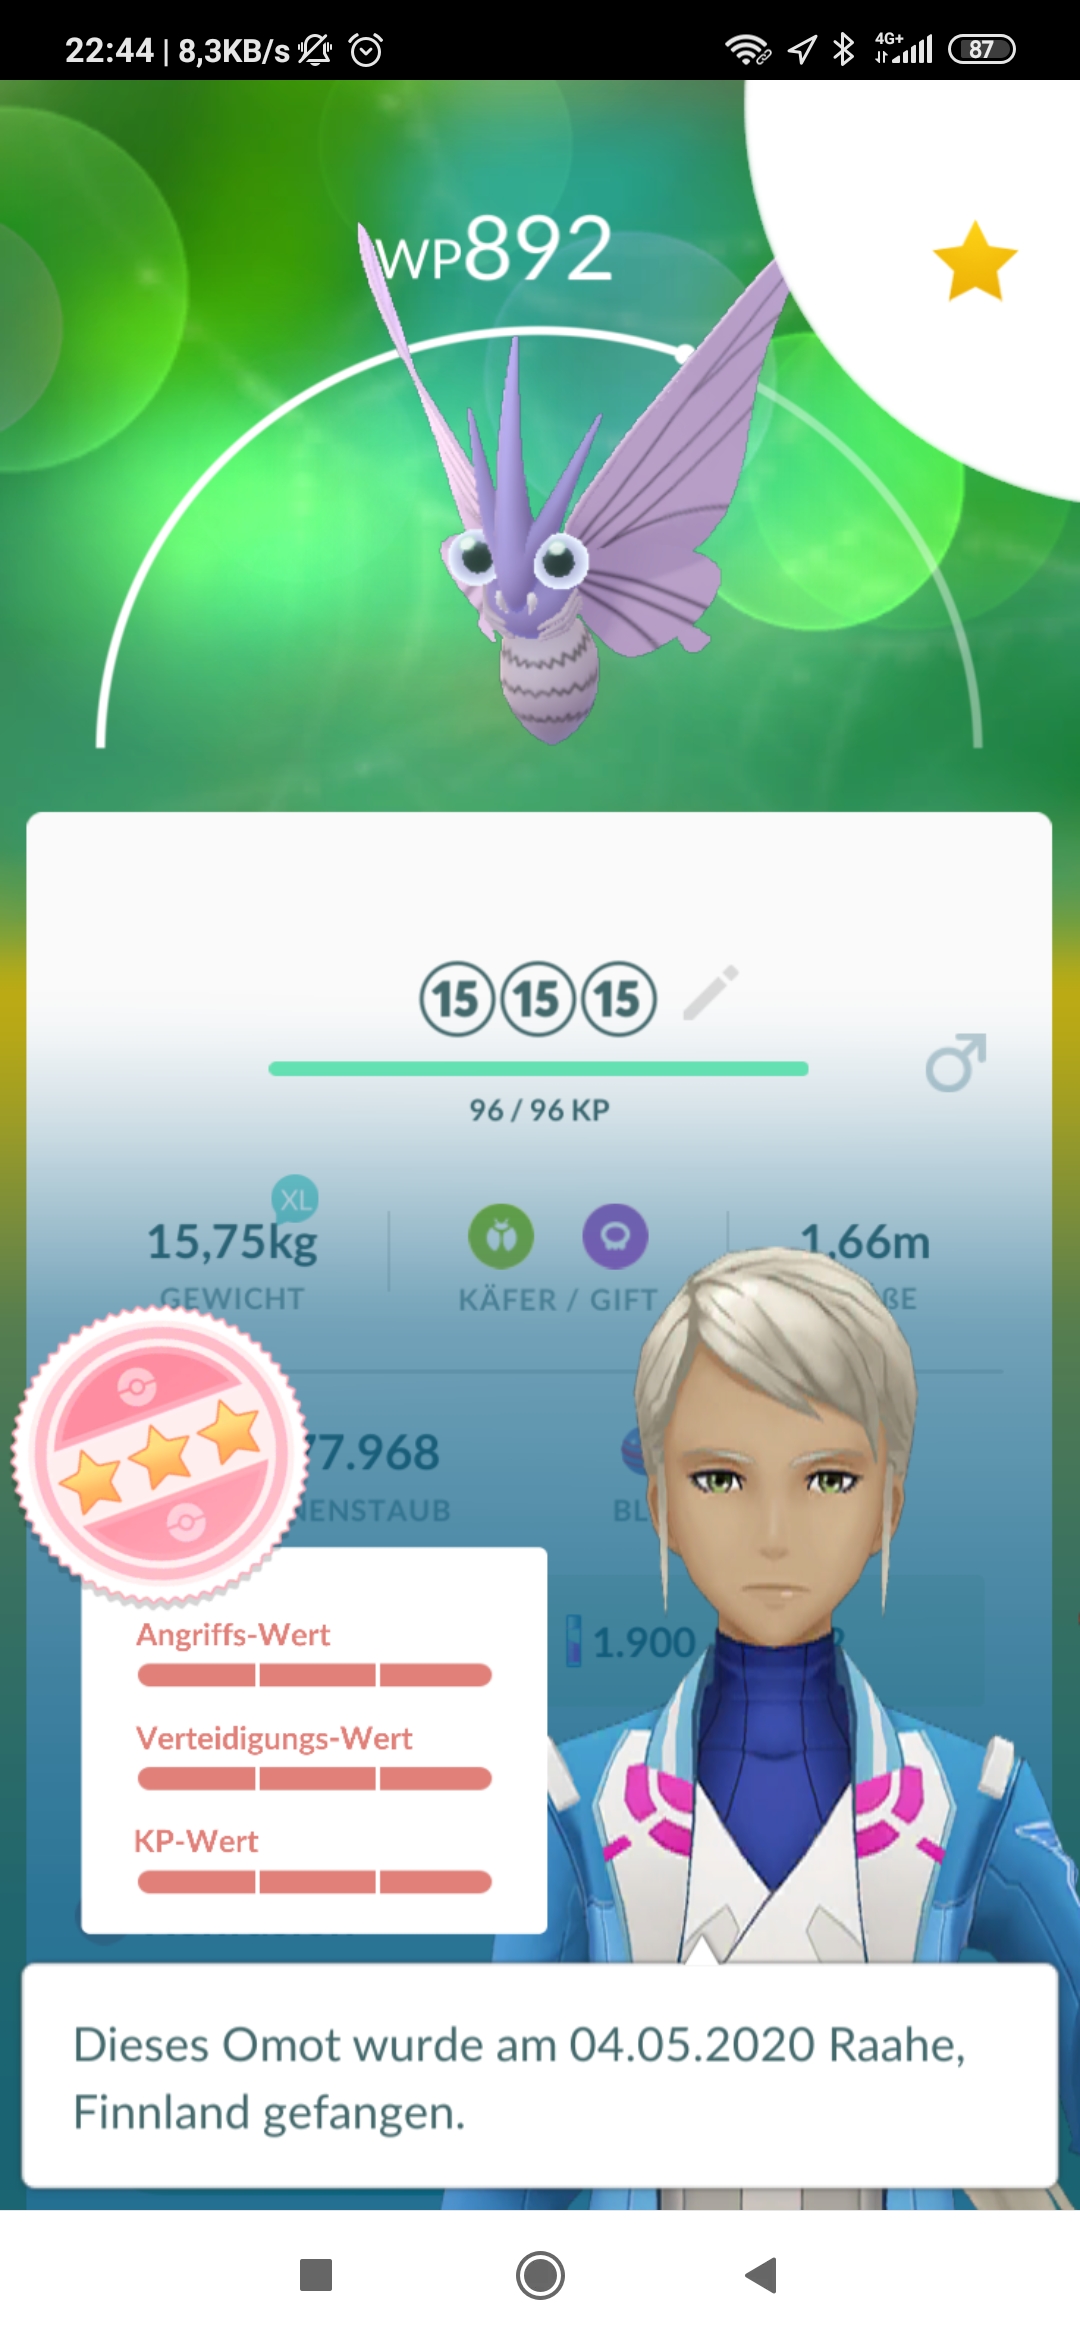 22:44 | 8,3KB/s
4G+
87
WP892
15 15 15
96 / 96 KP
XL
15,75kg
1,66m
GEWICHT
KÄFER / GIFT
77.968
1.900
Angriffs-Wert
Verteidigungs-Wert
KP-Wert
Dieses Omot wurde am 04.05.2020 Raahe,
Finnland gefangen.